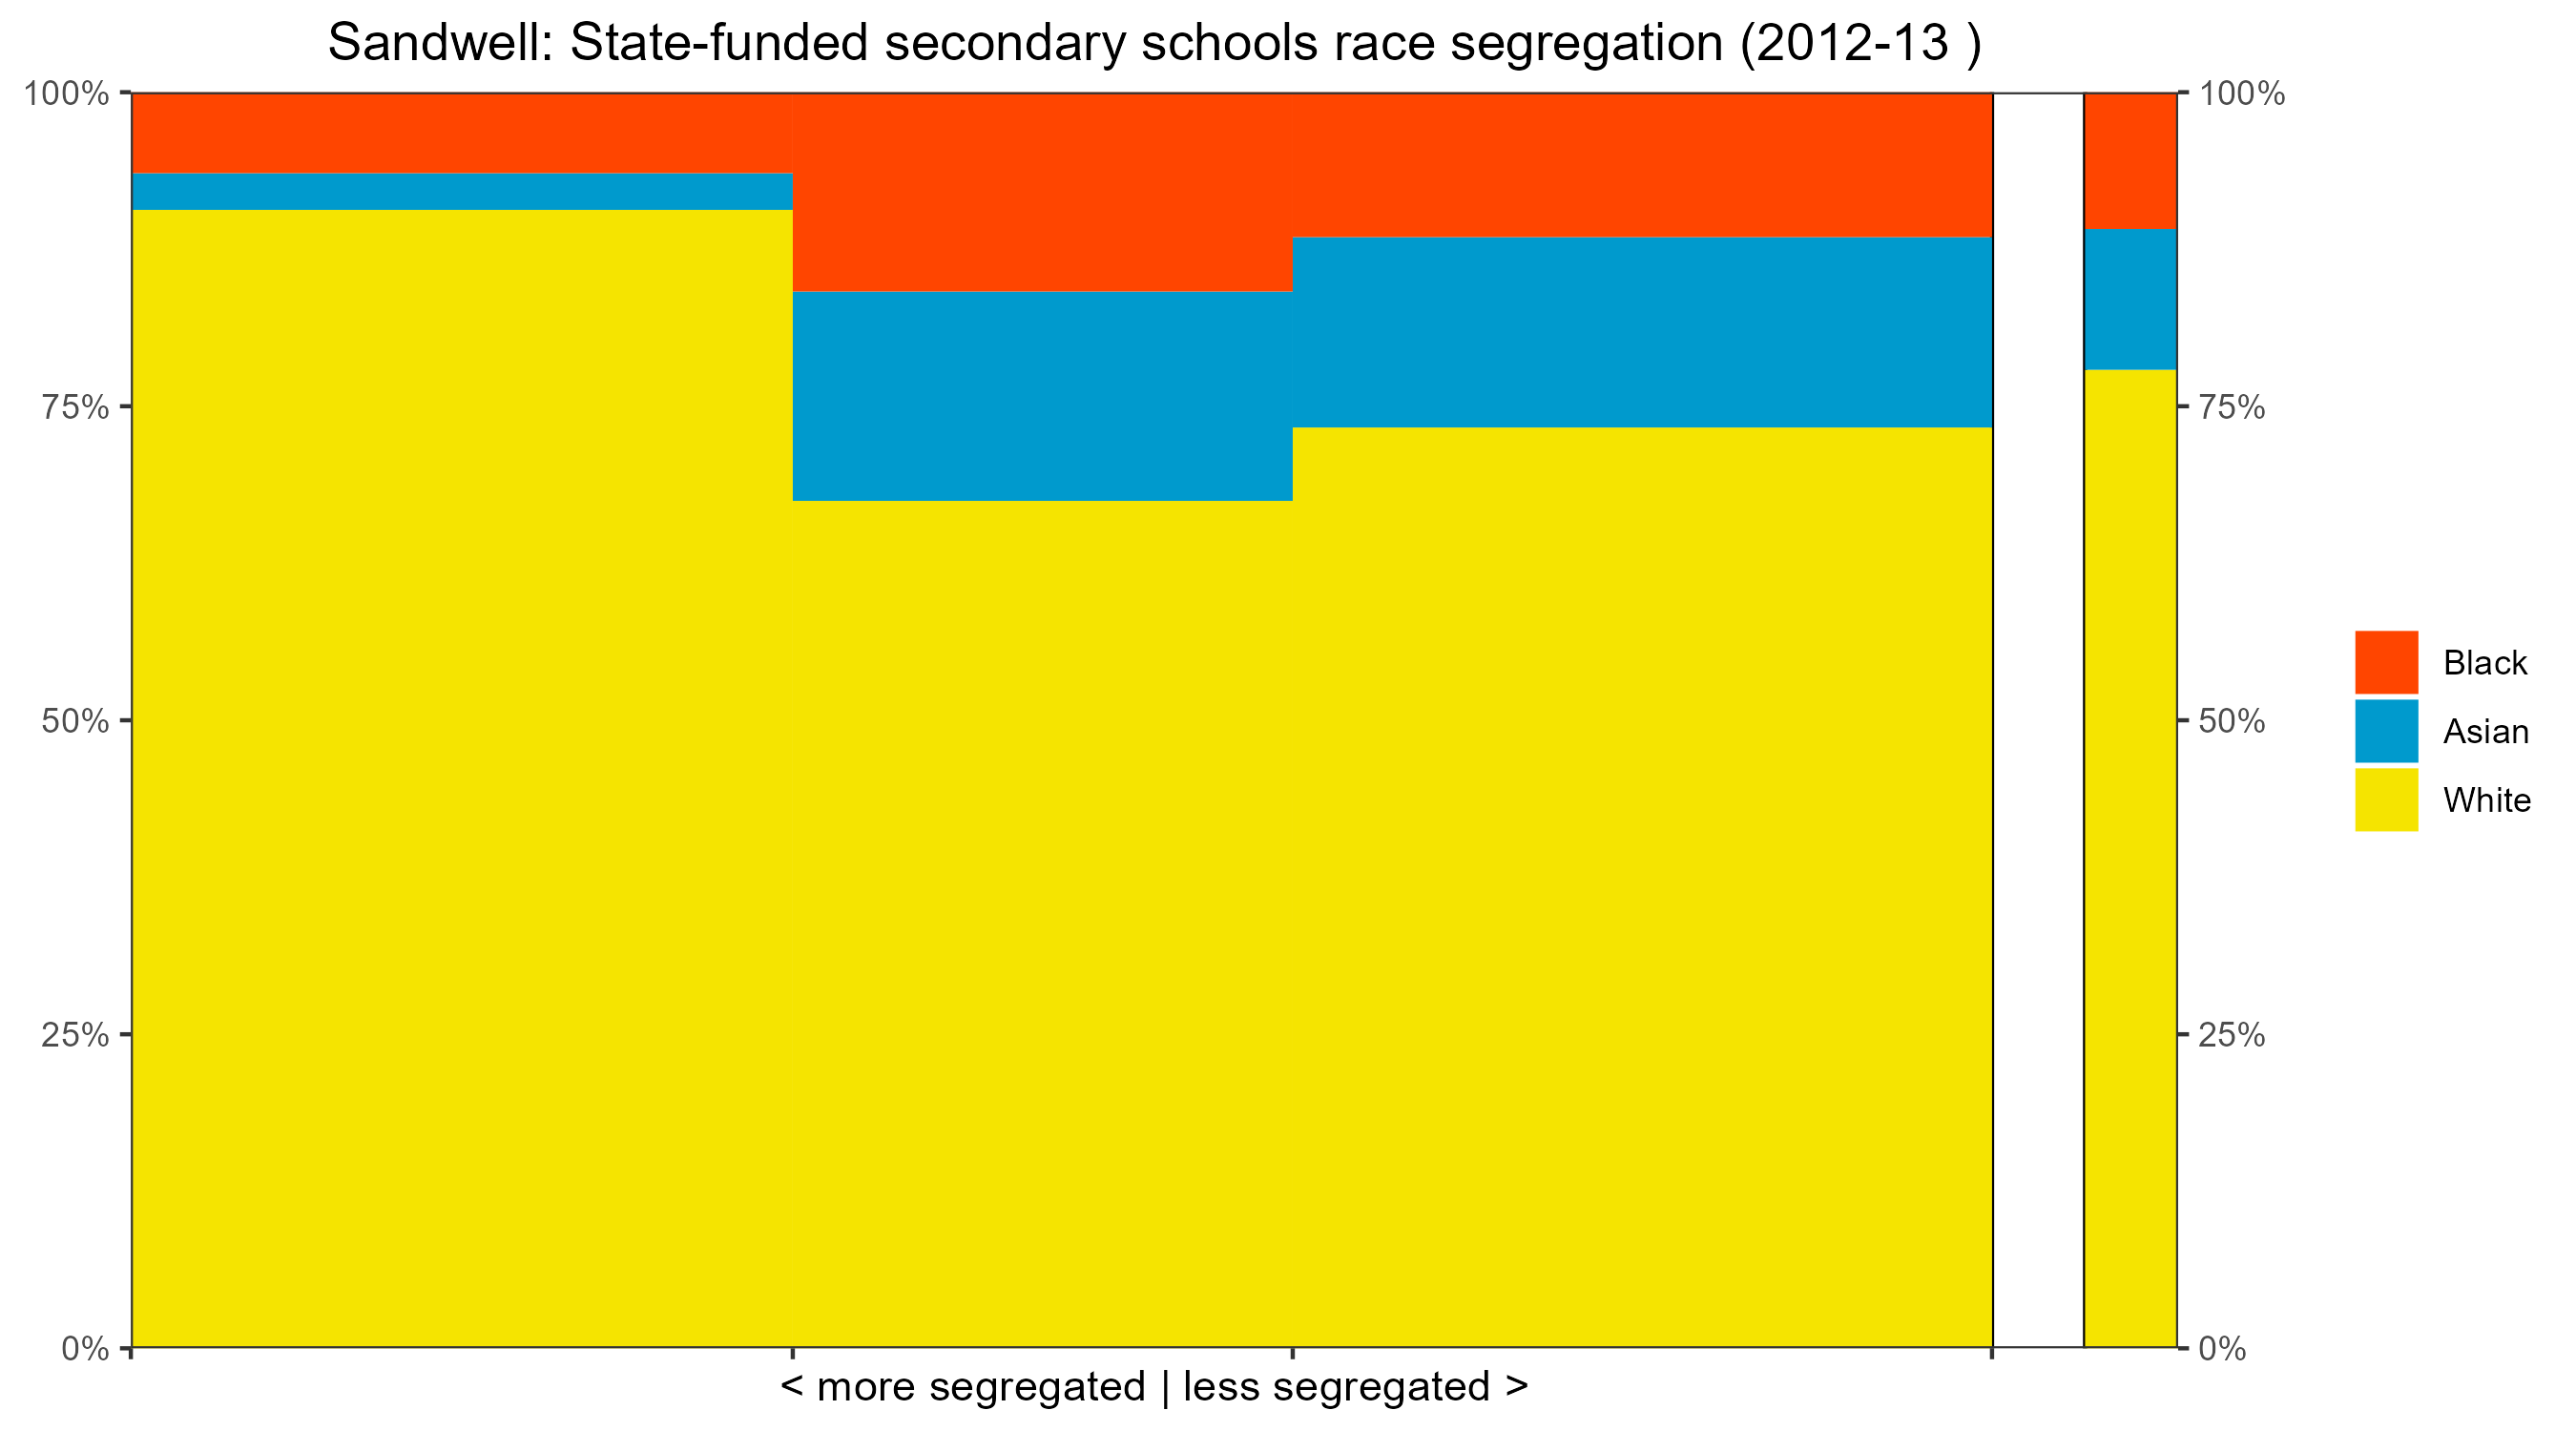 Sandwell: State-funded secondary schools race segregation (2012-13 )
100%
75%
50%
25%
0%
100%
75%
50%
25%
0%
Black
Asian
White
< more segregated | less segregated >